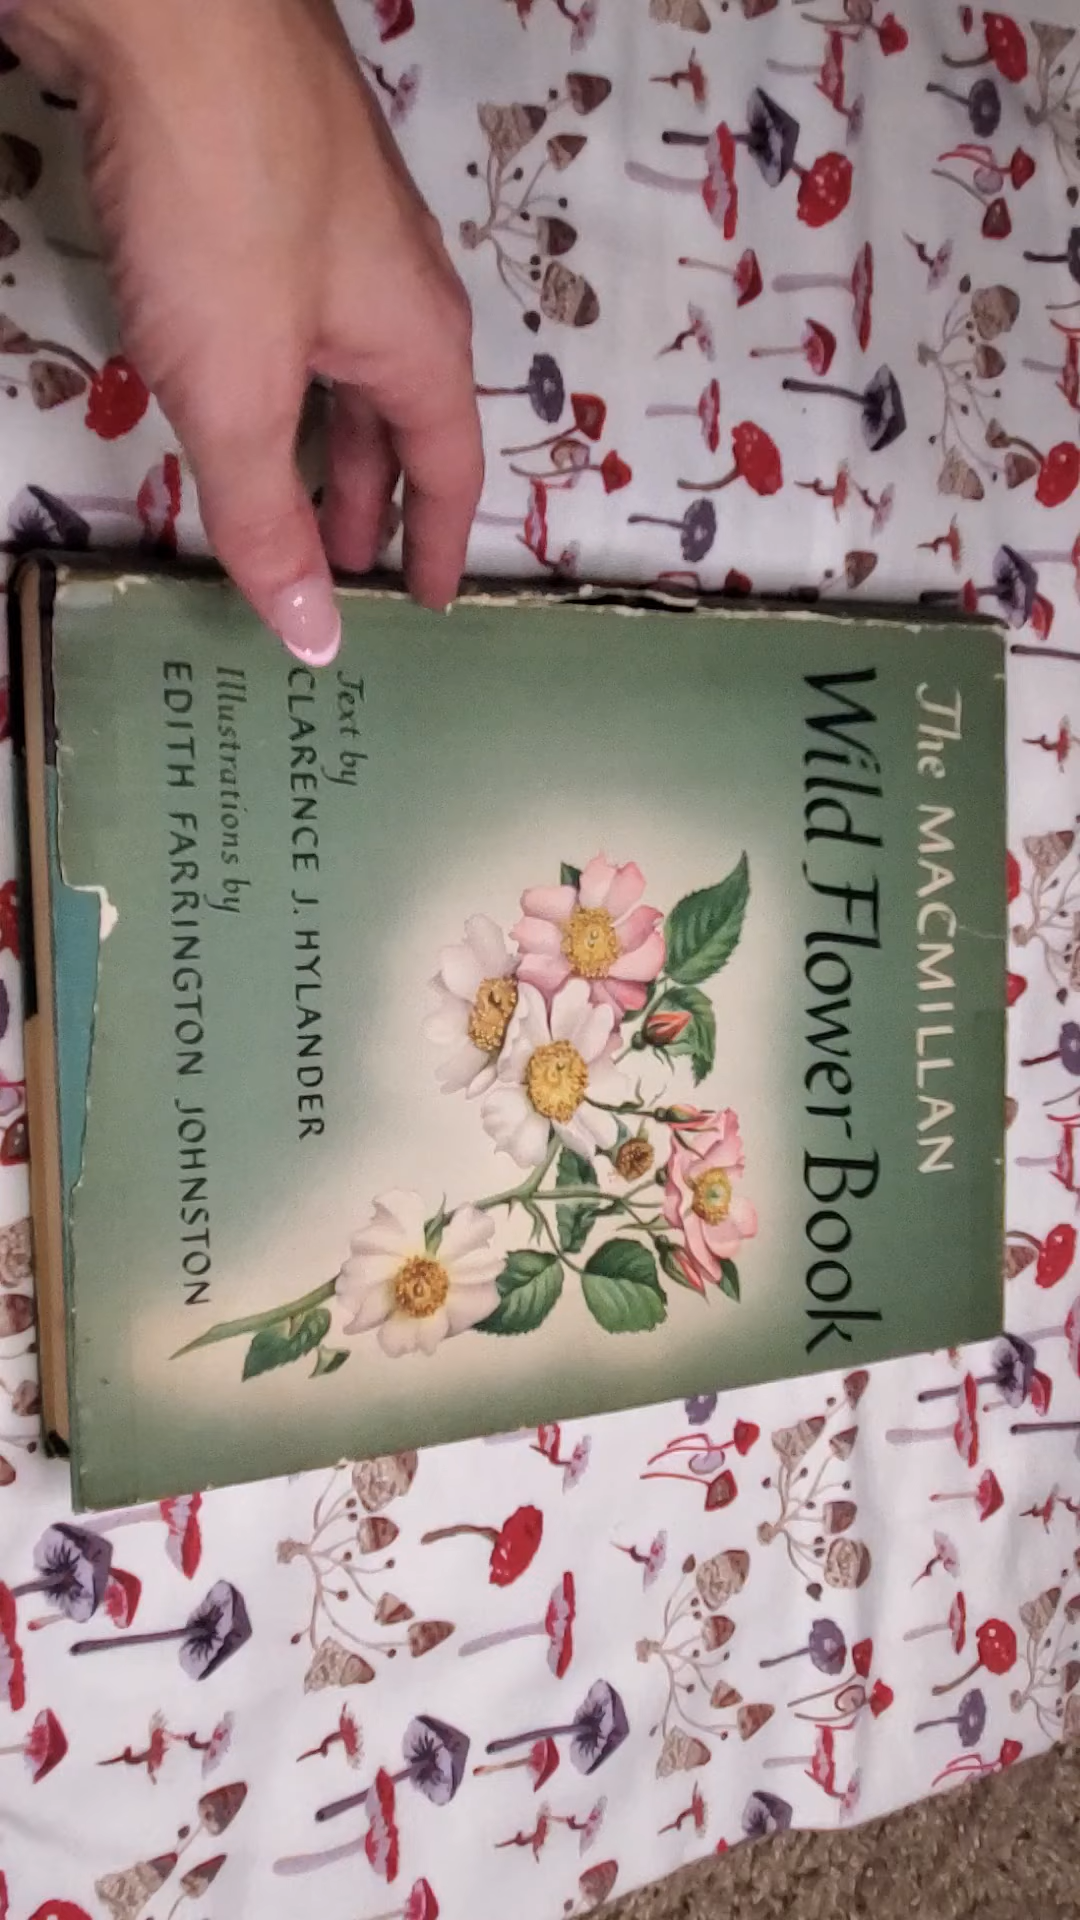 The MACMILLAN
Wild Flower Book
Text by
CLARENCE J. HYLANDER
Illustrations by
EDITH FARRINGTON JOHNSTON